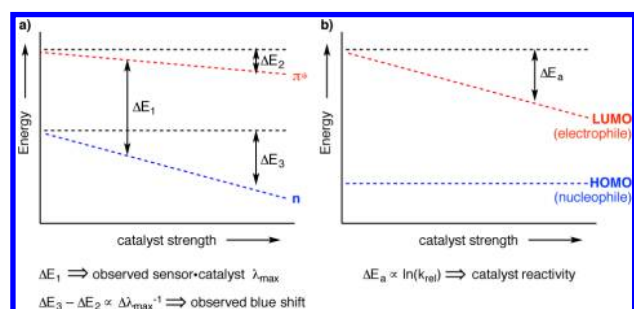 a)
b)
Energy
ΔE₂
π*
ΔE₁
ΔE₃
n
catalyst strength
Energy
ΔEₐ
LUMO
(electrophile)
HOMO
(nucleophile)
catalyst strength
ΔE₁ ⟹ observed sensor•catalyst λmax
ΔE₃ – ΔE₂ ∝ Δλmax⁻¹ ⟹ observed blue shift
ΔEₐ ∝ ln(krel) ⟹ catalyst reactivity